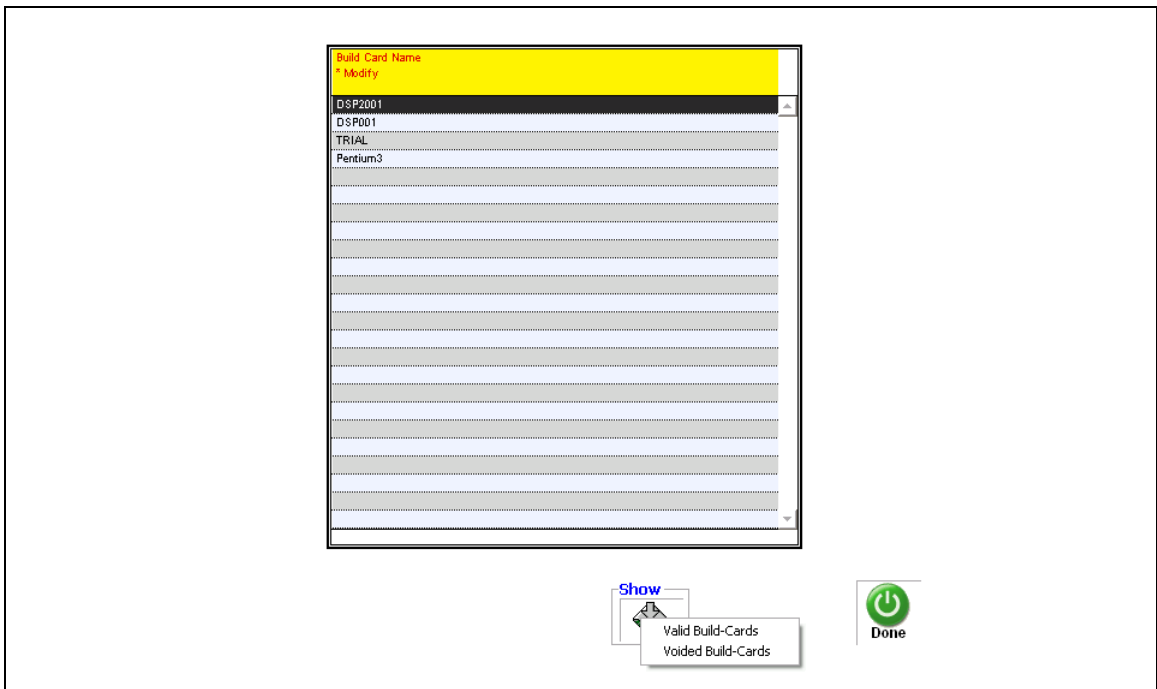 Build Card Name
* Modify
DSP2001
DSP001
TRIAL
Pentium3
Show
Valid Build-Cards
Voided Build-Cards
Done